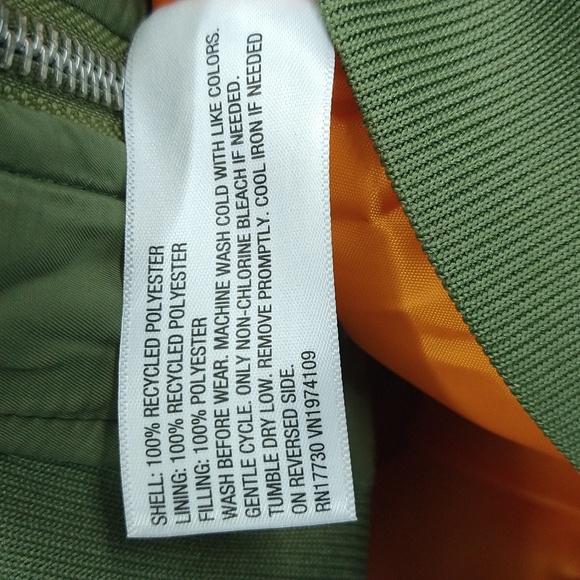 SHELL: 100% RECYCLED POLYESTER
LINING: 100% RECYCLED POLYESTER
FILLING: 100% POLYESTER
WASH BEFORE WEAR. MACHINE WASH COLD WITH LIKE COLORS.
GENTLE CYCLE. ONLY NON-CHLORINE BLEACH IF NEEDED.
TUMBLE DRY LOW. REMOVE PROMPTLY. COOL IRON IF NEEDED
ON REVERSED SIDE.
RN17730 VN1974109